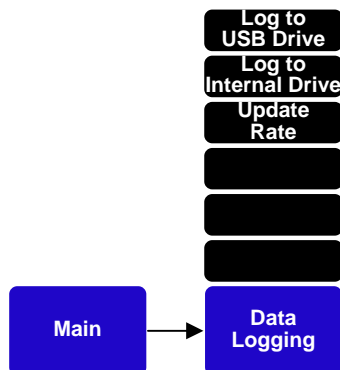 Log to
USB Drive
Log to
Internal Drive
Update
Rate
Main
Data
Logging